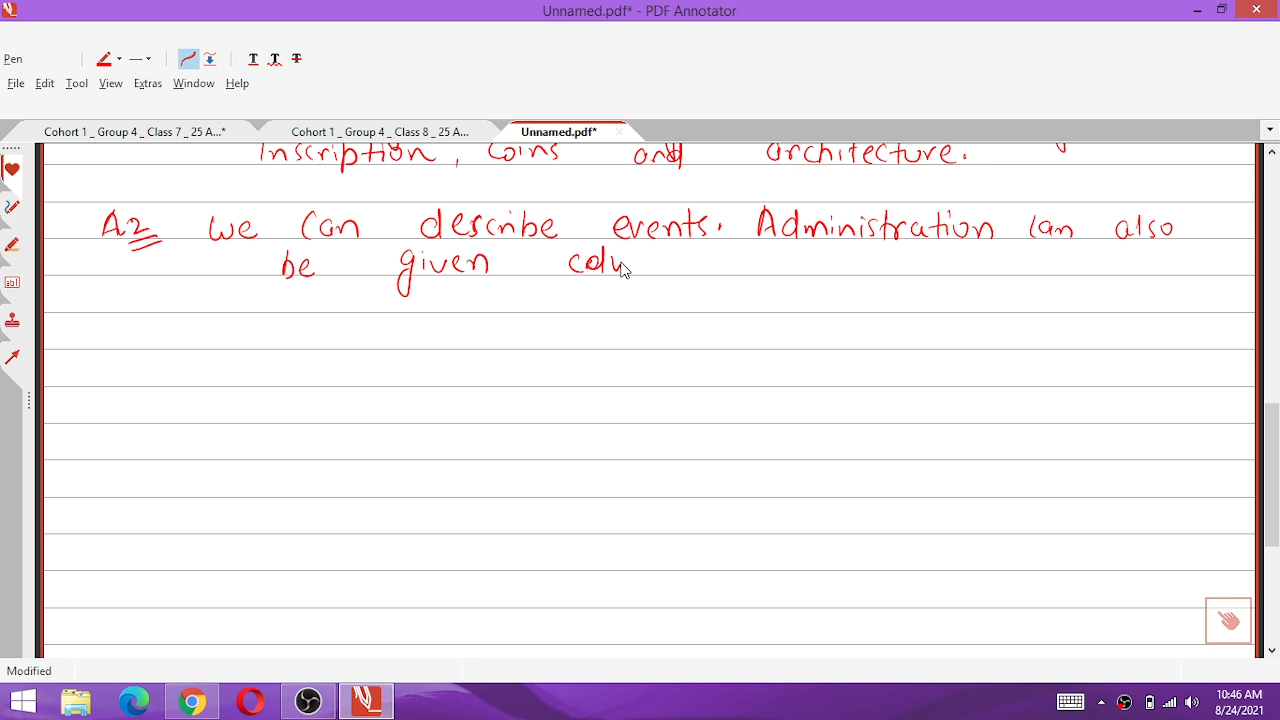 Unnamed.pdf* - PDF Annotator
Pen
T T T
File Edit Tool View Extras Window Help
Cohort 1 _ Group 4 _ Class 7 _ 25 A...* Cohort 1 _ Group 4 _ Class 8 _ 25 A... Unnamed.pdf*
Inscription, Coins and architecture.
A2 We Can describe events. Administration Can also
be given
Modified
10:46 AM
8/24/2021